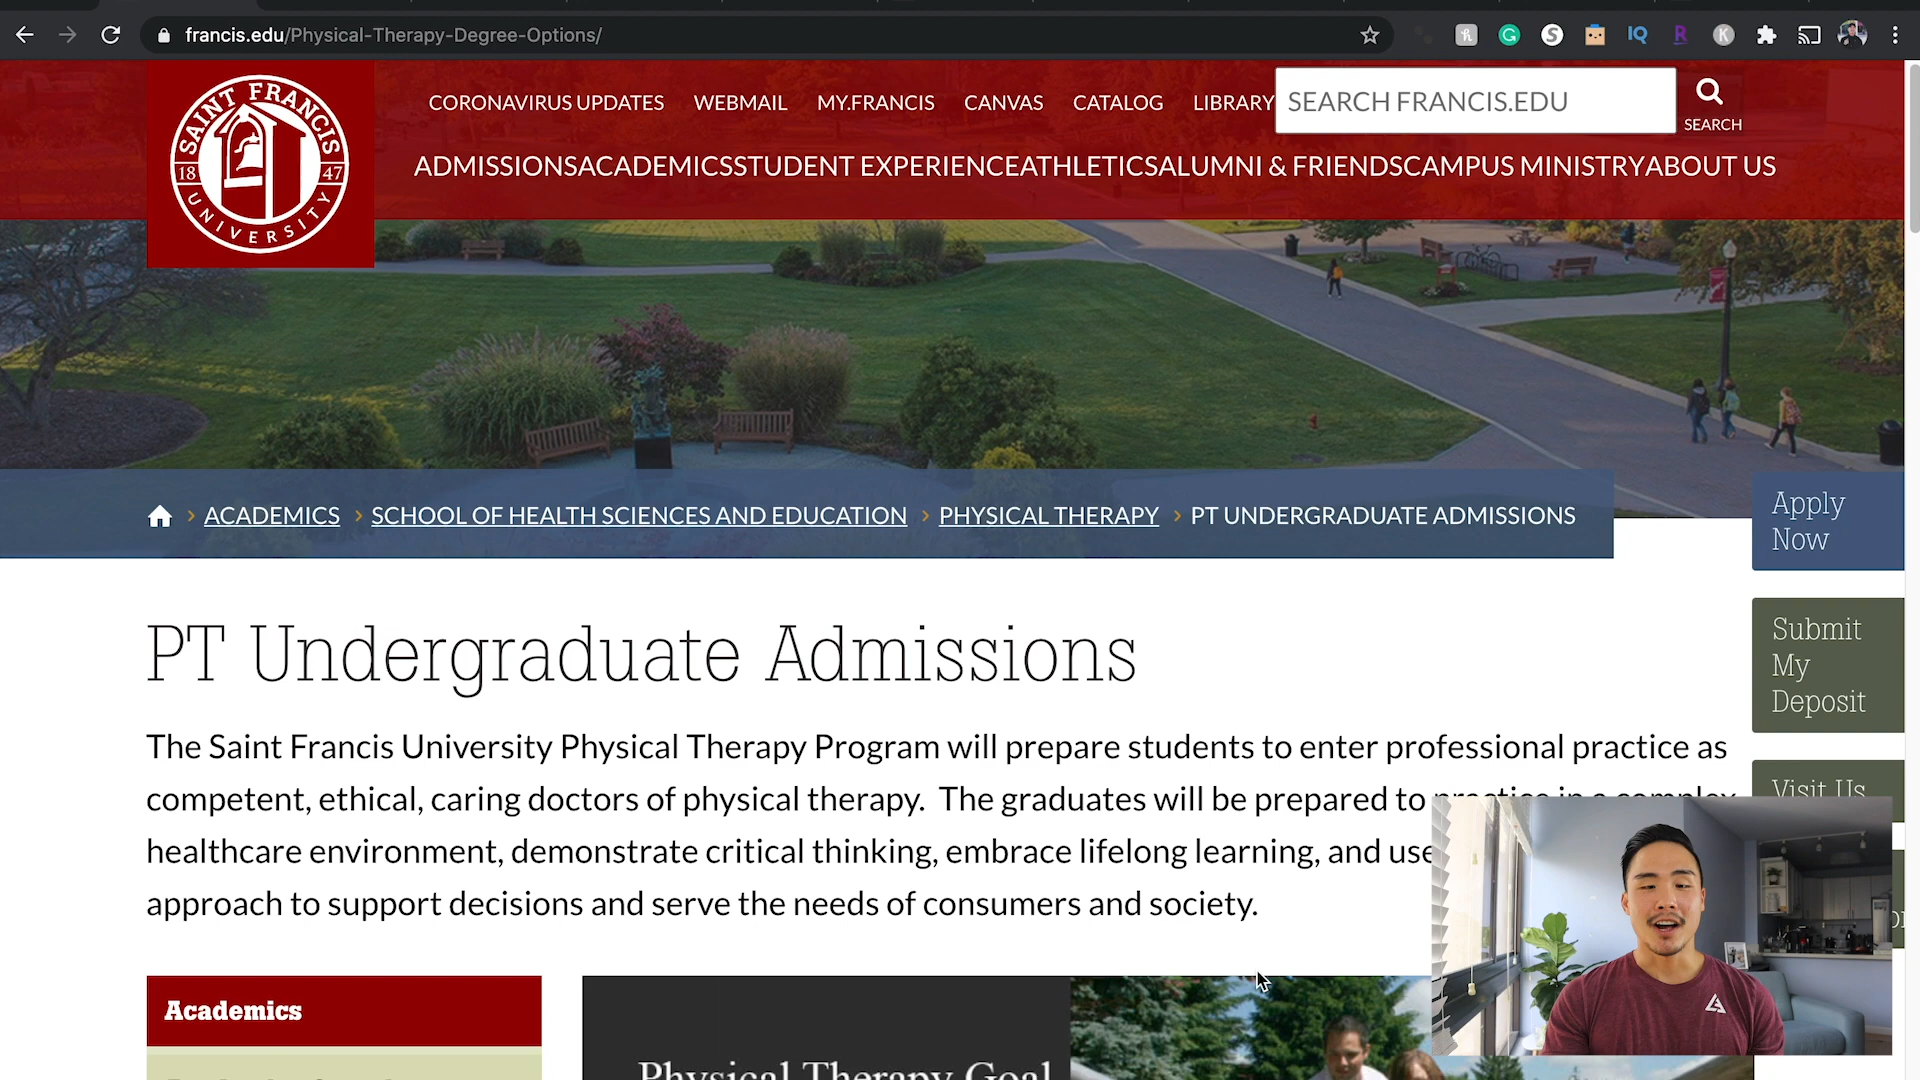 francis.edu/Physical-Therapy-Degree-Options/
IQ
R
K
SAINT FRANCIS
18 47
UNIVERSITY
CORONAVIRUS UPDATES WEBMAIL MY.FRANCIS CANVAS CATALOG LIBRARY
SEARCH FRANCIS.EDU
SEARCH
ADMISSIONSACADEMICSSTUDENT EXPERIENCEATHLETICSALUMNI & FRIENDSCAMPUS MINISTRYABOUT US
> ACADEMICS > SCHOOL OF HEALTH SCIENCES AND EDUCATION > PHYSICAL THERAPY > PT UNDERGRADUATE ADMISSIONS
Apply
Now
Submit
My
Deposit
Visit Us
PT Undergraduate Admissions
The Saint Francis University Physical Therapy Program will prepare students to enter professional practice as
competent, ethical, caring doctors of physical therapy. The graduates will be prepared to practice in a complex
healthcare environment, demonstrate critical thinking, embrace lifelong learning, and use
approach to support decisions and serve the needs of consumers and society.
Academics
Physical Therapy Goal